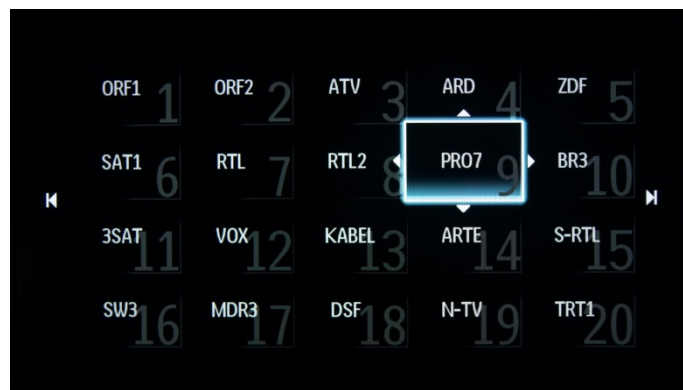 ORF1 1 ORF2 2 ATV 3 ARD 4 ZDF 5
SAT1 6 RTL 7 RTL2 8 PRO7 9 BR3 10
3SAT 11 VOX 12 KABEL 13 ARTE 14 S-RTL 15
SW3 16 MDR3 17 DSF 18 N-TV 19 TRT1 20